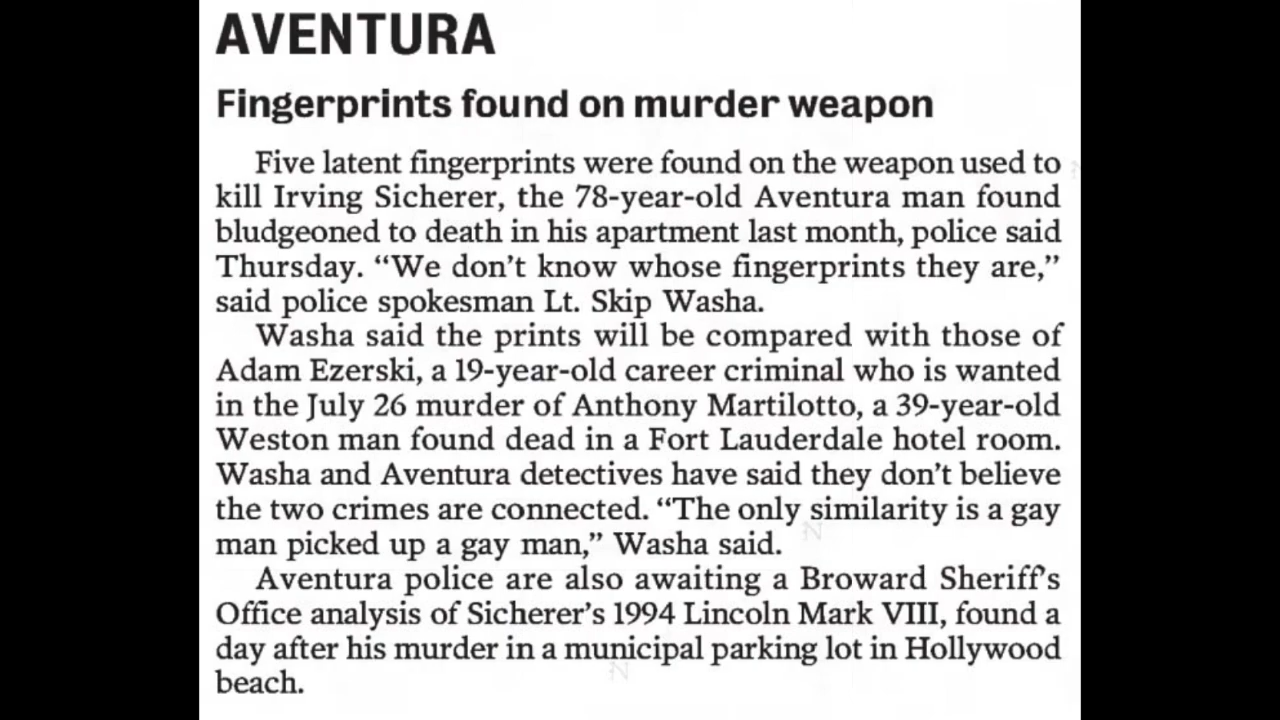 AVENTURA
Fingerprints found on murder weapon
Five latent fingerprints were found on the weapon used to
kill Irving Sicherer, the 78-year-old Aventura man found
bludgeoned to death in his apartment last month, police said
Thursday. “We don’t know whose fingerprints they are,”
said police spokesman Lt. Skip Washa.
Washa said the prints will be compared with those of
Adam Ezerski, a 19-year-old career criminal who is wanted
in the July 26 murder of Anthony Martilotto, a 39-year-old
Weston man found dead in a Fort Lauderdale hotel room.
Washa and Aventura detectives have said they don’t believe
the two crimes are connected. “The only similarity is a gay
man picked up a gay man,” Washa said.
Aventura police are also awaiting a Broward Sheriff’s
Office analysis of Sicherer’s 1994 Lincoln Mark VIII, found a
day after his murder in a municipal parking lot in Hollywood
beach.